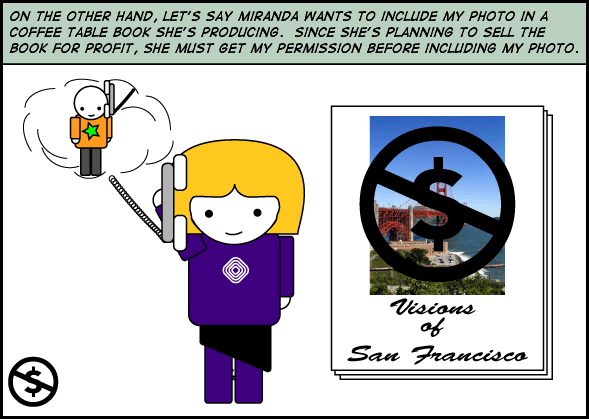 ON THE OTHER HAND, LET'S SAY MIRANDA WANTS TO INCLUDE MY PHOTO IN A
COFFEE TABLE BOOK SHE'S PRODUCING. SINCE SHE'S PLANNING TO SELL THE
BOOK FOR PROFIT, SHE MUST GET MY PERMISSION BEFORE INCLUDING MY PHOTO.
$
Visions
of
San Francisco
$